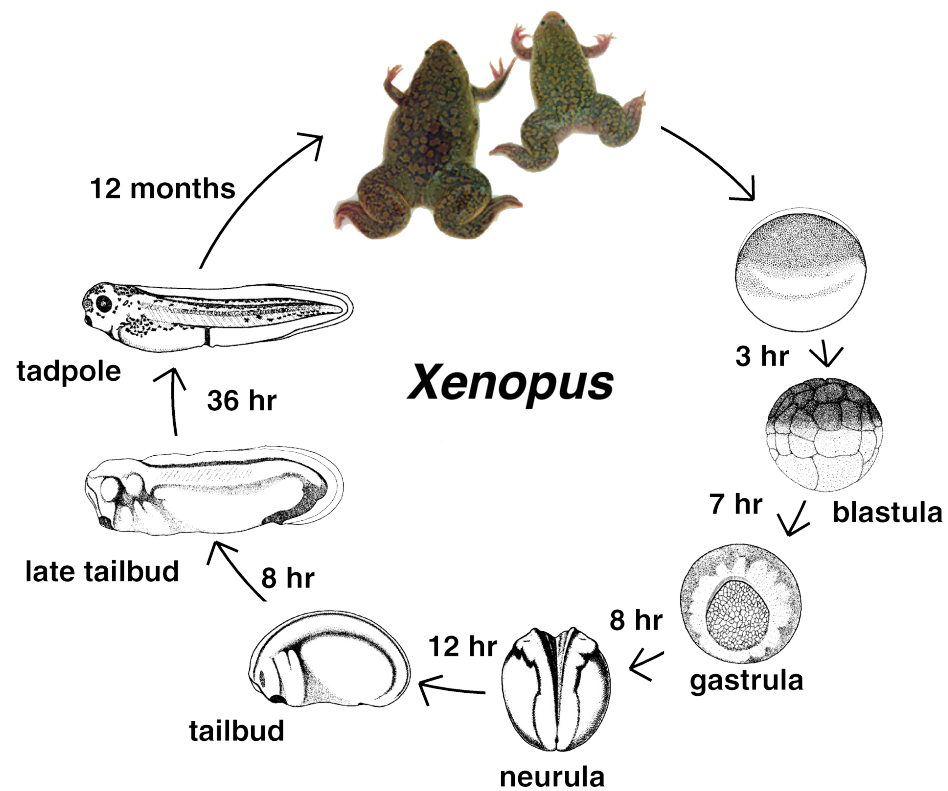 12 months
3 hr
tadpole
Xenopus
36 hr
7 hr
blastula
late tailbud
8 hr
8 hr
12 hr
gastrula
tailbud
neurula